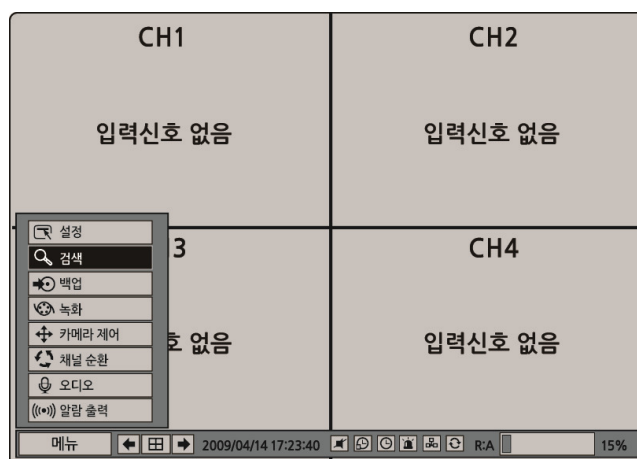 CH1
CH2
입력신호 없음
입력신호 없음
3
CH4
호 없음
입력신호 없음
설정
검색
백업
녹화
카메라 제어
채널 순환
오디오
알람 출력
메뉴
2009/04/14 17:23:40
R:A
15%